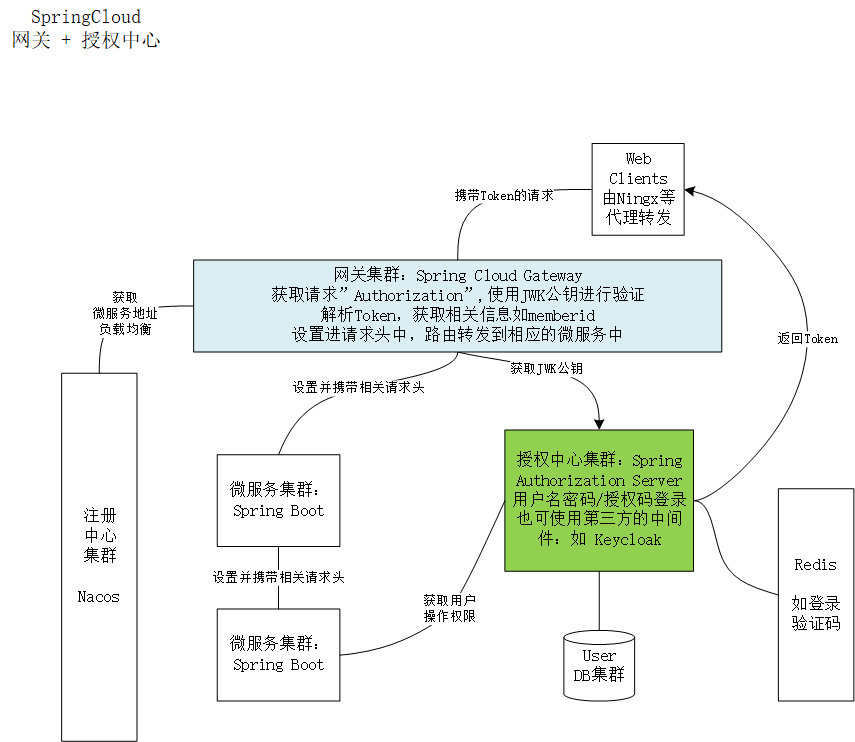 SpringCloud
网关 + 授权中心
Web
Clients
由Ningx等
代理转发
携带Token的请求
网关集群：Spring Cloud Gateway
获取请求”Authorization”,使用JWK公钥进行验证
解析Token，获取相关信息如memberid
设置进请求头中，路由转发到相应的微服务中
获取
微服务地址
负载均衡
返回Token
获取JWK公钥
设置并携带相关请求头
授权中心集群：Spring
Authorization Server
用户名密码/授权码登录
也可使用第三方的中间
件：如 Keycloak
微服务集群：
Spring Boot
注册
中心
集群
Nacos
设置并携带相关请求头
Redis
如登录
验证码
获取用户
操作权限
微服务集群：
Spring Boot
User
DB集群